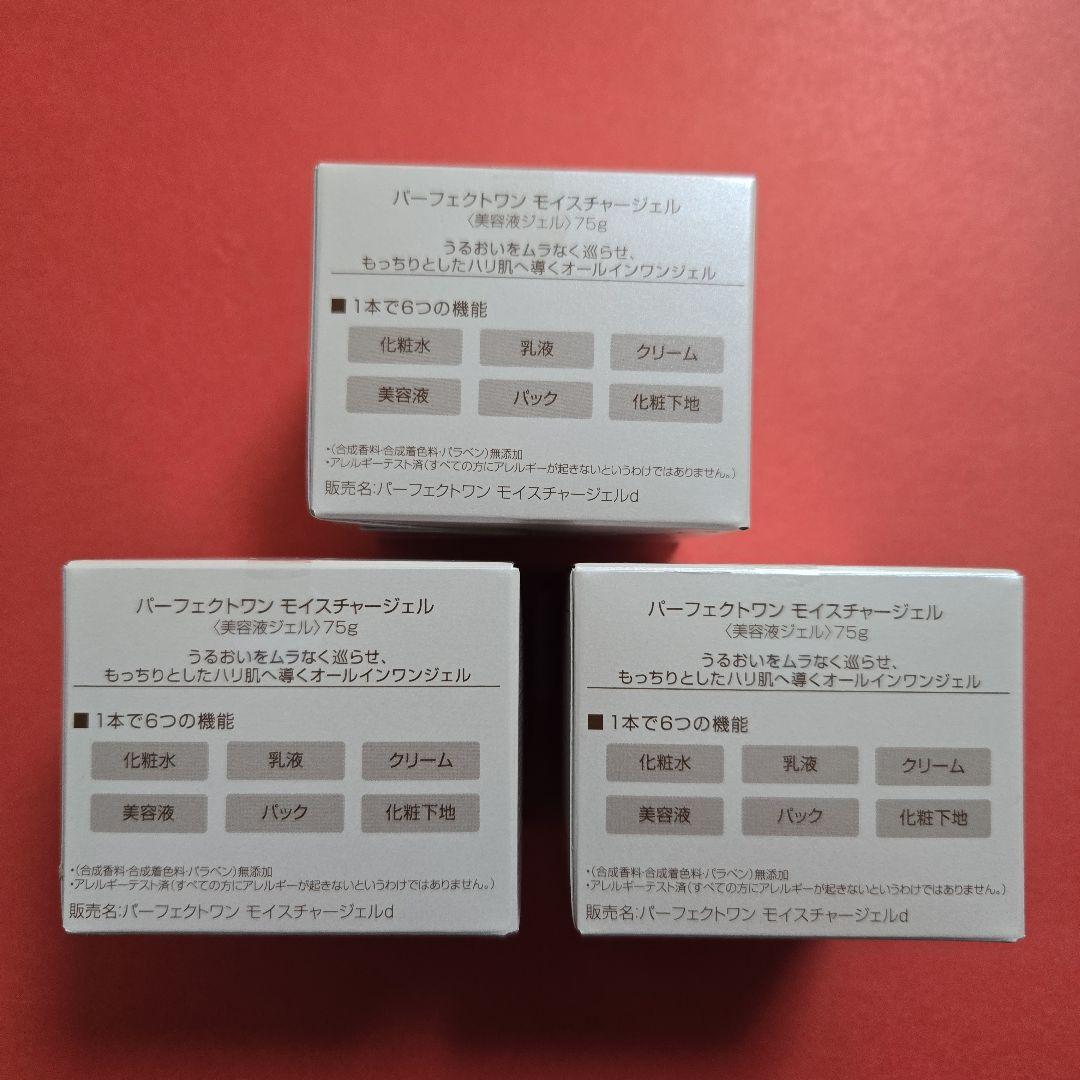 パーフェクトワン モイスチャージェル
〈美容液ジェル〉75g
うるおいをムラなく巡らせ、
もっちりとしたハリ肌へ導くオールインワンジェル
■ 1本で6つの機能
化粧水 乳液 クリーム
美容液 パック 化粧下地
・(合成香料・合成着色料・パラベン)無添加
・アレルギーテスト済(すべての方にアレルギーが起きないというわけではありません。)
販売名:パーフェクトワン モイスチャージェルd
パーフェクトワン モイスチャージェル
〈美容液ジェル〉75g
うるおいをムラなく巡らせ、
もっちりとしたハリ肌へ導くオールインワンジェル
■ 1本で6つの機能
化粧水 乳液 クリーム
美容液 パック 化粧下地
・(合成香料・合成着色料・パラベン)無添加
・アレルギーテスト済(すべての方にアレルギーが起きないというわけではありません。)
販売名:パーフェクトワン モイスチャージェルd
パーフェクトワン モイスチャージェル
〈美容液ジェル〉75g
うるおいをムラなく巡らせ、
もっちりとしたハリ肌へ導くオールインワンジェル
■ 1本で6つの機能
化粧水 乳液 クリーム
美容液 パック 化粧下地
・(合成香料・合成着色料・パラベン)無添加
・アレルギーテスト済(すべての方にアレルギーが起きないというわけではありません。)
販売名:パーフェクトワン モイスチャージェルd